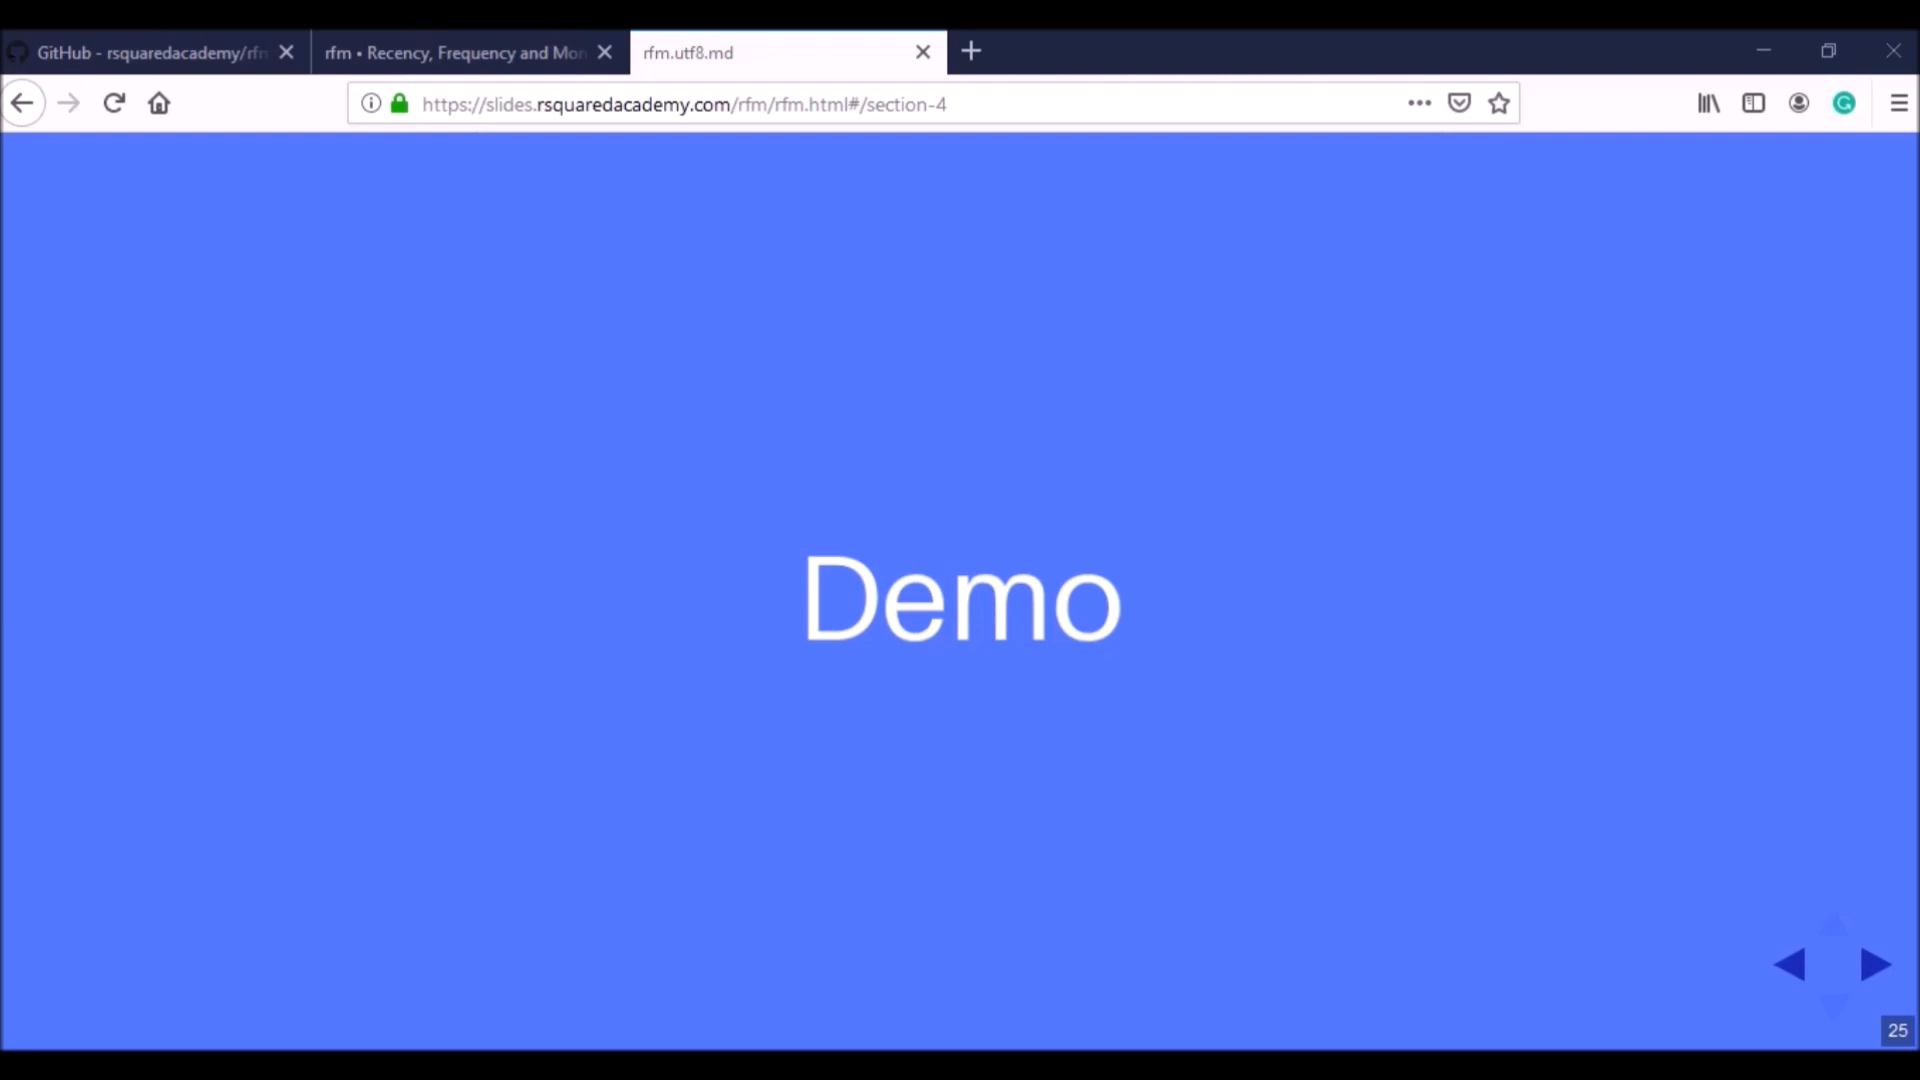 GitHub - rsquaredacademy/rfm
rfm • Recency, Frequency and Mon
rfm.utf8.md
https://slides.rsquaredacademy.com/rfm/rfm.html#/section-4
Demo
25